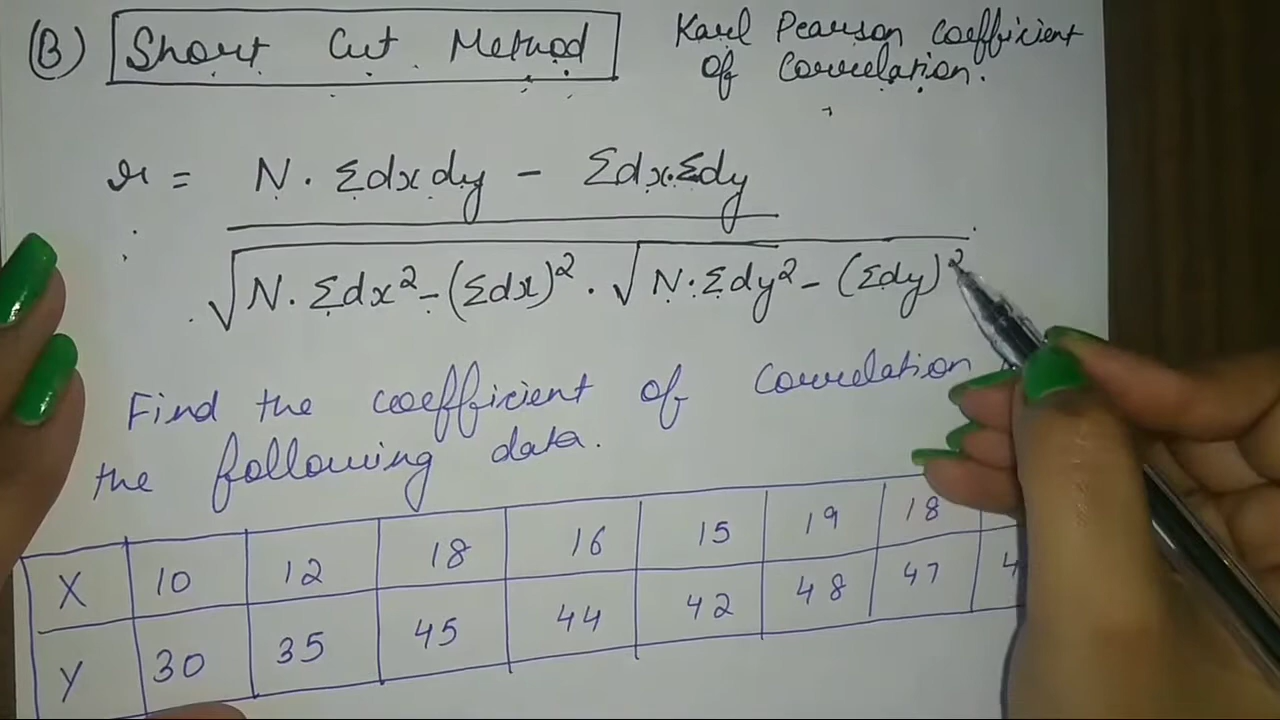 (B) Short Cut Method
Karl Pearson coefficient
of Correlation.
r = N. Σdxdy - Σdx.Σdy
√N. Σdx² - (Σdx)² . √N.Σdy² - (Σdy)²
Find the coefficient of Correlation
the following data.
X 10 12 18 16 15 19 18
Y 30 35 45 44 42 48 47